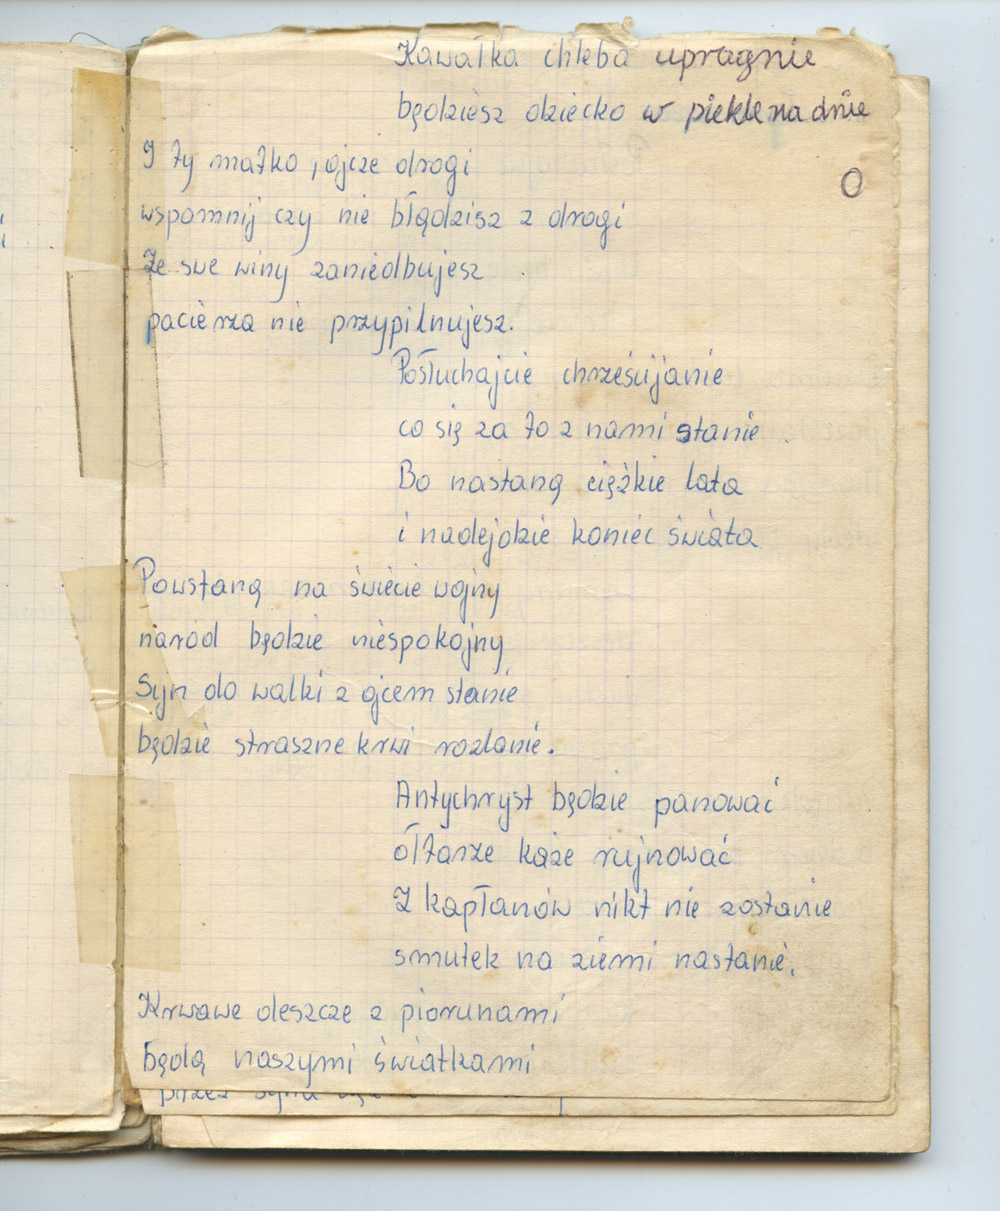 Kawałka chleba upragnie
będziesz dziecko w piekle na dnie
O
I ty matko, ojcze drogi
wspomnij czy nie błądzisz z drogi
Że swe winy zaniedbujesz
pacierza nie przypilnujesz.
Posłuchajcie chrześcijanie
co się za to z nami stanie
Bo nastaną ciężkie lata
i nadejdzie koniec świata
Powstaną na świecie wojny
naród będzie niespokojny
Syn do walki z ojcem stanie
będzie straszne krwi rozlanie.
Antychryst będzie panować
ołtarze każe rujnować
Z kapłanów nikt nie zostanie
smutek na ziemi nastanie.
Krwawe deszcze z piorunami
będą naszymi światkami
przez